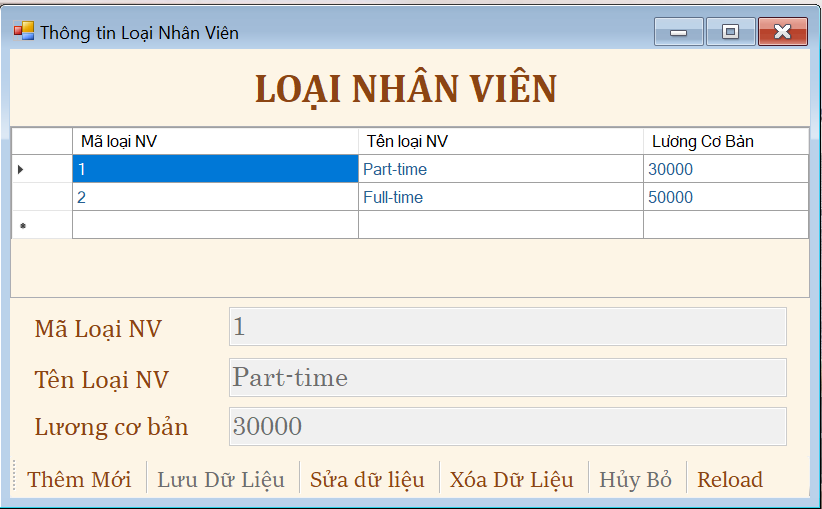 Thông tin Loại Nhân Viên
LOẠI NHÂN VIÊN
Mã loại NV Tên loại NV Lương Cơ Bản
1 Part-time 30000
2 Full-time 50000
*
Mã Loại NV 1
Tên Loại NV Part-time
Lương cơ bản 30000
Thêm Mới Lưu Dữ Liệu Sửa dữ liệu Xóa Dữ Liệu Hủy Bỏ Reload